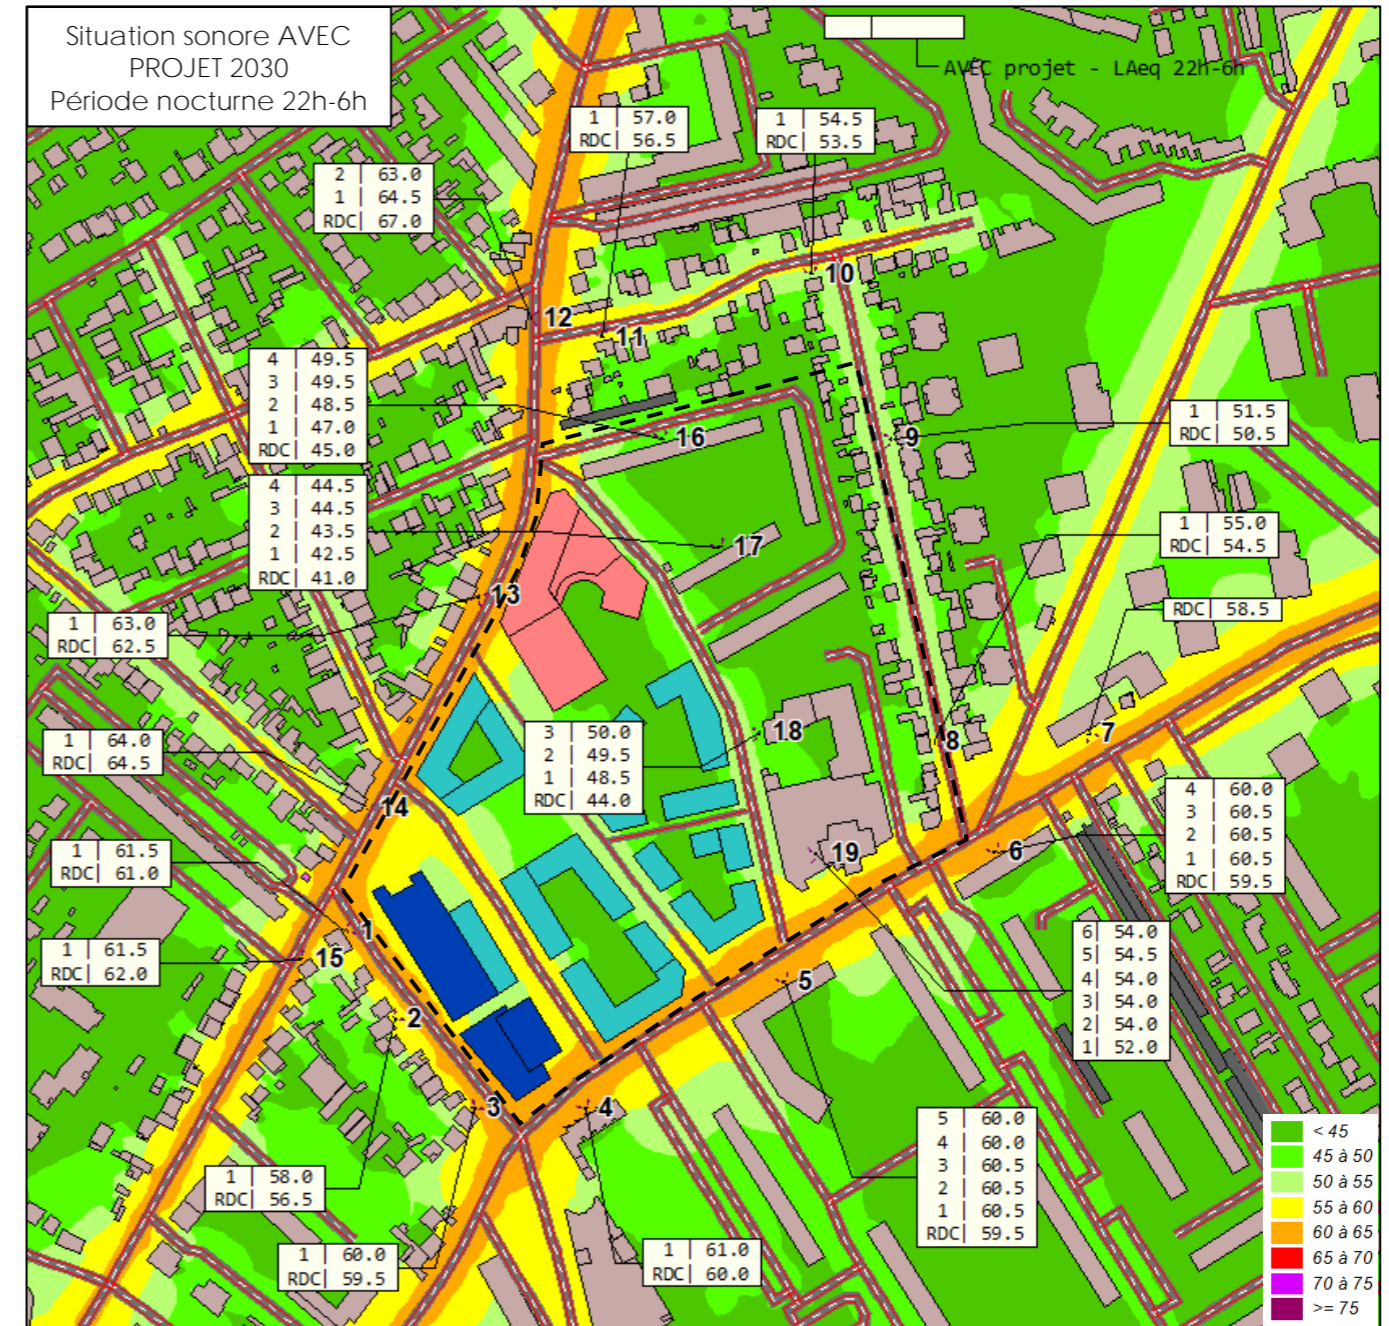 Situation sonore AVEC
PROJET 2030
Période nocturne 22h-6h
AVEC projet - LAeq 22h-6h
1 | 57.0
RDC| 56.5
1 | 54.5
RDC| 53.5
2 | 63.0
1 | 64.5
RDC| 67.0
10
12
11
4 | 49.5
3 | 49.5
2 | 48.5
1 | 47.0
RDC| 45.0
16
9
1 | 51.5
RDC| 50.5
4 | 44.5
3 | 44.5
2 | 43.5
1 | 42.5
RDC| 41.0
17
1 | 55.0
RDC| 54.5
13
RDC| 58.5
1 | 63.0
RDC| 62.5
1 | 64.0
RDC| 64.5
3 | 50.0
2 | 49.5
1 | 48.5
RDC| 44.0
18
8
7
14
4 | 60.0
3 | 60.5
2 | 60.5
1 | 60.5
RDC| 59.5
1 | 61.5
RDC| 61.0
19
6
1
15
1 | 61.5
RDC| 62.0
6| 54.0
5| 54.5
4| 54.0
3| 54.0
2| 54.0
1| 52.0
5
2
3
4
5 | 60.0
4 | 60.0
3 | 60.5
2 | 60.5
1 | 60.5
RDC| 59.5
1 | 58.0
RDC| 56.5
1 | 60.0
RDC| 59.5
1 | 61.0
RDC| 60.0
< 45
45 à 50
50 à 55
55 à 60
60 à 65
65 à 70
70 à 75
>= 75